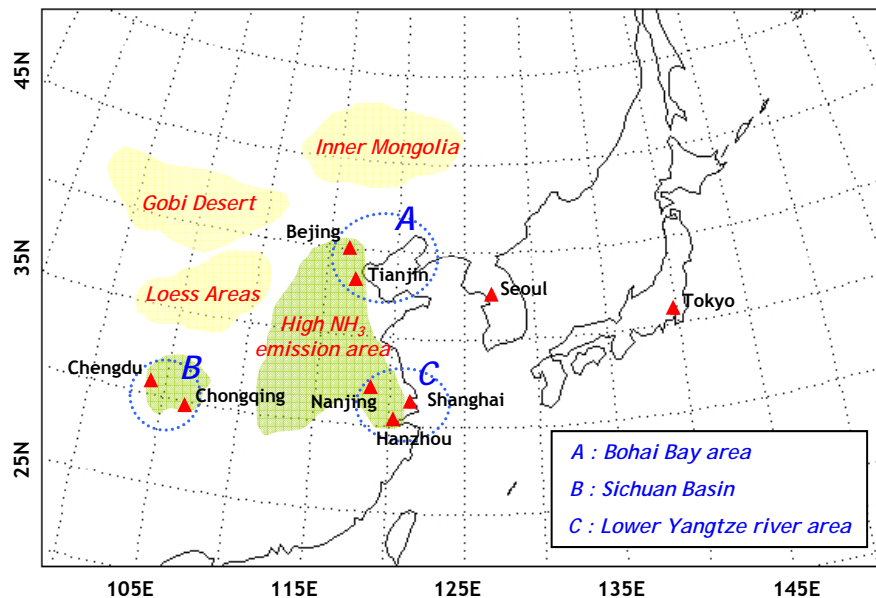 45N
35N
25N
Inner Mongolia
Gobi Desert
A
Bejing
Tianjin
Loess Areas
Seoul
Tokyo
High NH₃
emission area
B
Chengdu
Chongqing
C
Nanjing
Shanghai
Hanzhou
A : Bohai Bay area
B : Sichuan Basin
C : Lower Yangtze river area
105E 115E 125E 135E 145E